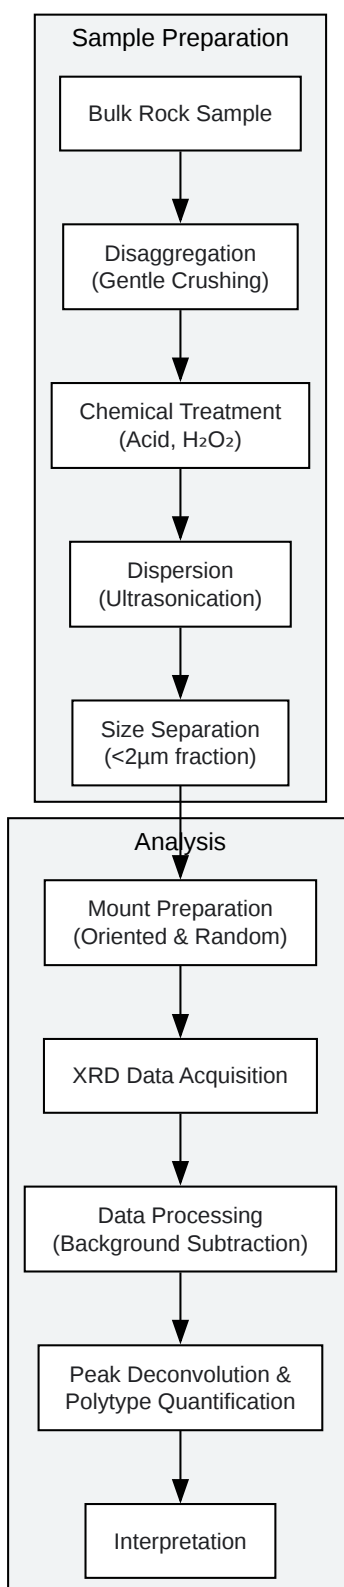 Sample Preparation
Bulk Rock Sample
Disaggregation
(Gentle Crushing)
Chemical Treatment
(Acid, H₂O₂)
Dispersion
(Ultrasonication)
Size Separation
(<2μm fraction)
Analysis
Mount Preparation
(Oriented & Random)
XRD Data Acquisition
Data Processing
(Background Subtraction)
Peak Deconvolution &
Polytype Quantification
Interpretation